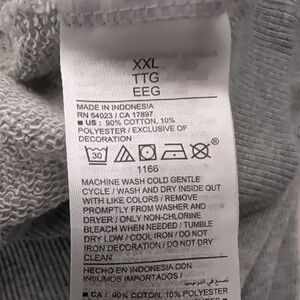 XXL
TTG
EEG
MADE IN INDONESIA
RN 54023 / CA 17897
■ US : 90% COTTON, 10%
POLYESTER / EXCLUSIVE OF
DECORATION
30
1166
MACHINE WASH COLD GENTLE
CYCLE / WASH AND DRY INSIDE OUT
WITH LIKE COLORS / REMOVE
PROMPTLY FROM WASHER AND
DRYER / ONLY NON-CHLORINE
BLEACH WHEN NEEDED / TUMBLE
DRY LOW / COOL IRON / DO NOT
IRON DECORATION / DO NOT DRY
CLEAN
HECHO EN INDONESIA CON
INSUMOS IMPORTADOS /
■ CA : 90% COTON, 10% POLYESTER